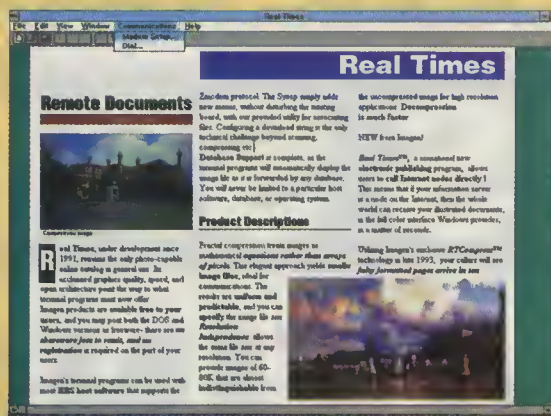 Real Times
File Edit View Window Communications Help
Modem Setup...
Dial...
Real Times
Remote Documents
Compressed image
Real Times, under development since
1991, remains the only photo-capable
online catalog in general use. Its
acclaimed graphics quality, speed, and
open architecture point the way to what
terminal programs must now offer.
Imagen products are available free to your
users, and you may post both the DOS and
Windows versions as freeware: there are no
shareware fees to remit, and no
registration is required on the part of your
users.
Imagen's terminal programs can be used with
most BBS host software that supports the
Zmodem protocol. The Sysop simply adds
new menus, without disturbing the existing
board, with our provided utility for associating
files. Configuring a download string is the only
technical challenge beyond scanning,
compressing etc.
Database Support is complete, as the
terminal programs will automatically display the
image file as it is forwarded by any database.
You will never be limited to a particular host
software, database, or operating system.
Product Descriptions
Fractal compression treats images as
mathematical equations rather than arrays
of pixels. This elegant approach yields smaller
image files, ideal for
communications. The
results are uniform and
predictable, and you can
specify the image file size.
Resolution
Independence allows
the same file size at any
resolution. You can
provide images of 60-
80K that are almost
indistinguishable from
the uncompressed image for high resolution
applications. Decompression
is much faster
NEW from Imagen!
Real Times™, a sensational new
electronic publishing program, allows
users to call Internet nodes directly!
This means that if your information server
is a node on the Internet, then the whole
world can receive your illustrated documents,
in the full color interface Windows provides,
in a matter of seconds.
Utilizing Imagen's exclusive RTCompress™
technology in late 1993, your callers will see
fully formatted pages arrive in ten